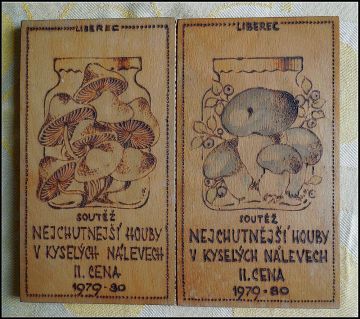 LIBEREC
SOUTĚŽ
NEJCHUTNĚJŠÍ HOUBY
V KYSELÝCH NÁLEVECH
II. CENA
1979-80
LIBEREC
SOUTĚŽ
NEJCHUTNĚJŠÍ HOUBY
V KYSELÝCH NÁLEVECH
II. CENA
1979-80